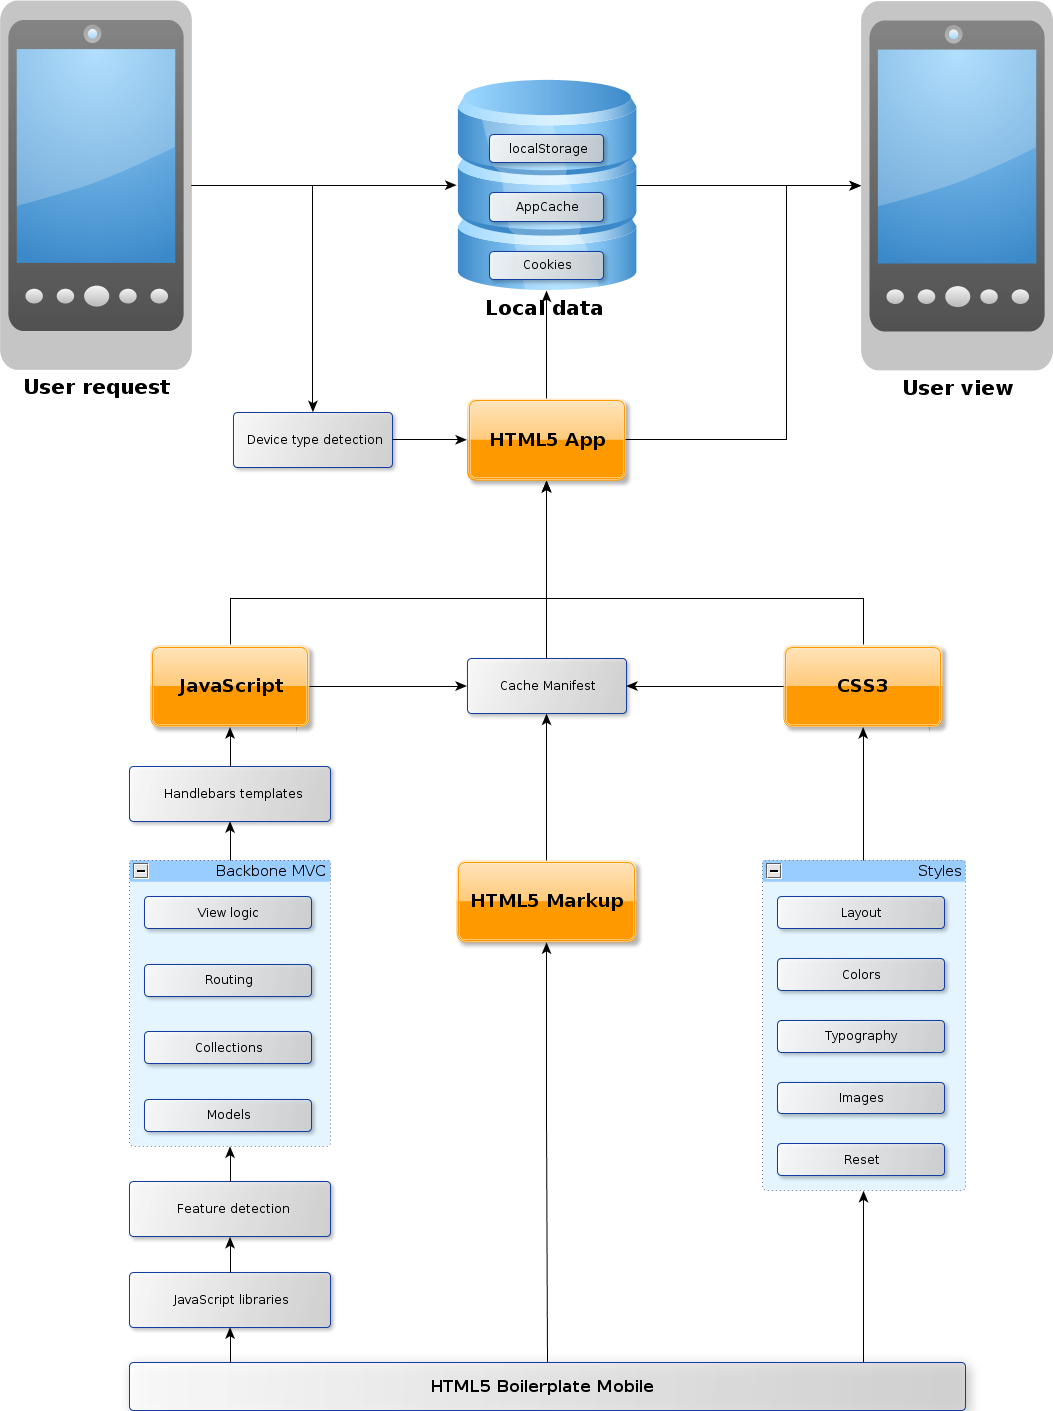 localStorage
AppCache
Cookies
Local data
User request
User view
Device type detection
HTML5 App
JavaScript
Cache Manifest
CSS3
Handlebars templates
Backbone MVC
View logic
Routing
Collections
Models
HTML5 Markup
Styles
Layout
Colors
Typography
Images
Reset
Feature detection
JavaScript libraries
HTML5 Boilerplate Mobile